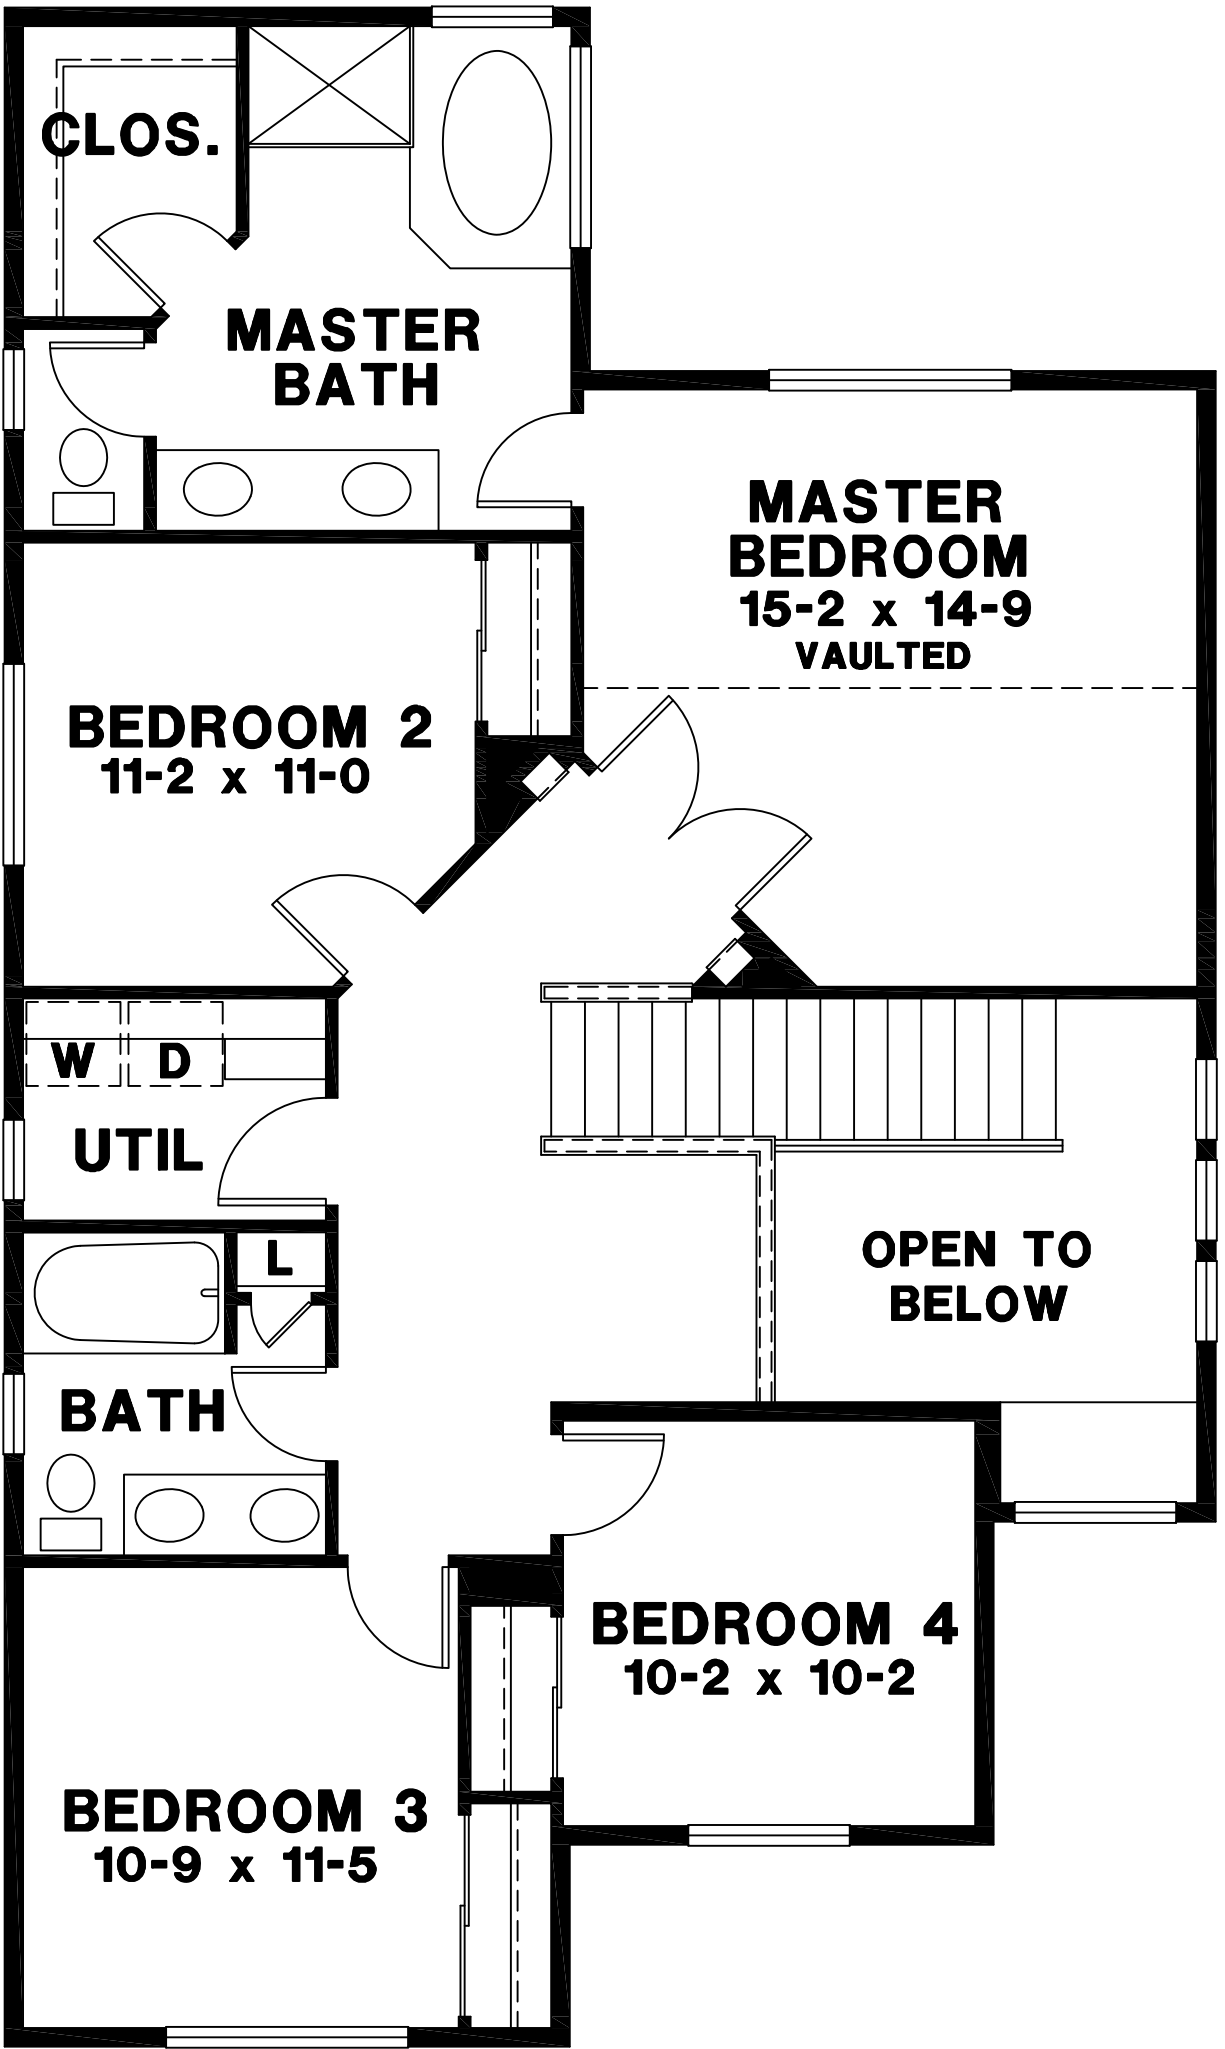 CLOS.
MASTER
BATH
MASTER
BEDROOM
15-2 x 14-9
VAULTED
BEDROOM 2
11-2 x 11-0
W D
UTIL
L
OPEN TO
BELOW
BATH
BEDROOM 4
10-2 x 10-2
BEDROOM 3
10-9 x 11-5